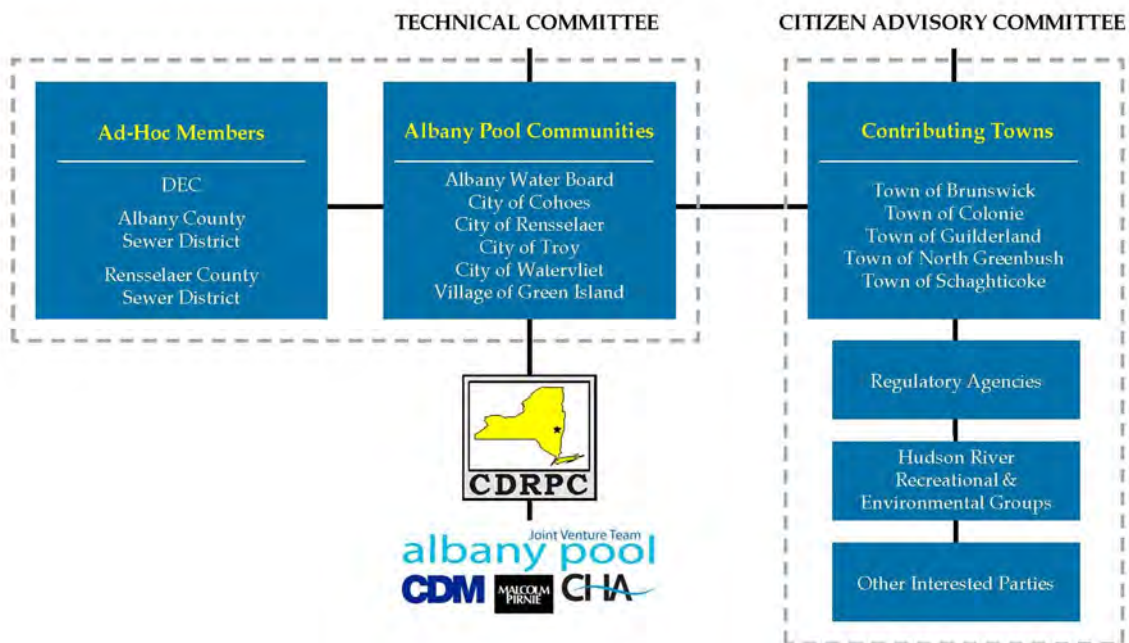 TECHNICAL COMMITTEE
CITIZEN ADVISORY COMMITTEE
Ad-Hoc Members
DEC
Albany County
Sewer District
Rensselaer County
Sewer District
Albany Pool Communities
Albany Water Board
City of Cohoes
City of Rensselaer
City of Troy
City of Watervliet
Village of Green Island
Contributing Towns
Town of Brunswick
Town of Colonie
Town of Guilderland
Town of North Greenbush
Town of Schaghticoke
Regulatory Agencies
Hudson River
Recreational &
Environmental Groups
Other Interested Parties
CDRPC
Joint Venture Team
albany pool
CDM
MALCOLM
PIRNIE
CHA